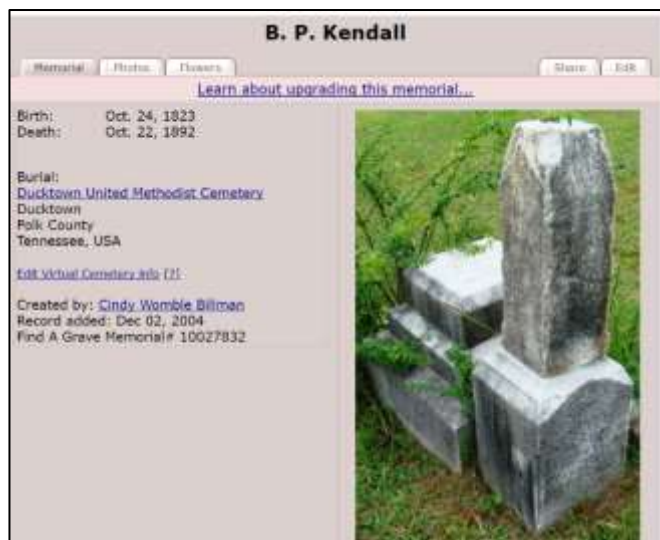 B. P. Kendall
Memorial Photos Flowers Share Edit
Learn about upgrading this memorial...
Birth: Oct. 24, 1823
Death: Oct. 22, 1892
Burial:
Ducktown United Methodist Cemetery
Ducktown
Polk County
Tennessee, USA
Edit Virtual Cemetery info [?]
Created by: Cindy Womble Billman
Record added: Dec 02, 2004
Find A Grave Memorial# 10027832